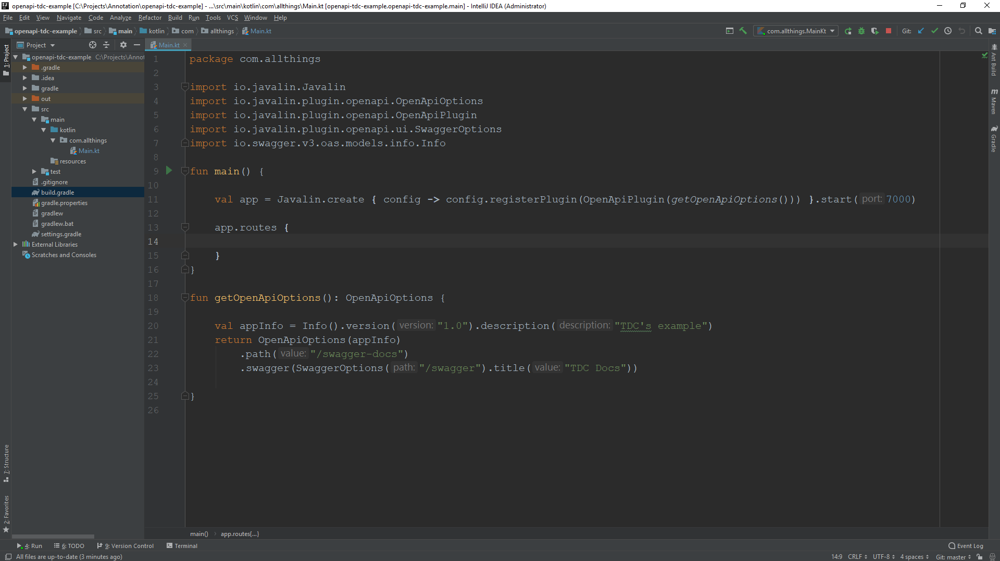 openapi-tdc-example [C:\Projects\Annotation\openapi-tdc-example] - ...\src\main\kotlin\com\allthings\Main.kt [openapi-tdc-example.openapi-tdc-example.main] - IntelliJ IDEA (Administrator)
File Edit View Navigate Code Analyze Refactor Build Run Tools VCS Window Help
openapi-tdc-example src main kotlin com allthings Main.kt
com.allthings.MainKt Git:
Project
Main.kt
1: Project
openapi-tdc-example C:\Projects\Annot
.gradle
.idea
gradle
out
src
main
kotlin
com.allthings
Main.kt
resources
test
.gitignore
build.gradle
gradle.properties
gradlew
gradlew.bat
settings.gradle
External Libraries
Scratches and Consoles
7: Structure
2: Favorites
1 package com.allthings
2
3 import io.javalin.Javalin
4 import io.javalin.plugin.openapi.OpenApiOptions
5 import io.javalin.plugin.openapi.OpenApiPlugin
6 import io.javalin.plugin.openapi.ui.SwaggerOptions
7 import io.swagger.v3.oas.models.info.Info
8
9 fun main() {
10
11 val app = Javalin.create { config -> config.registerPlugin(OpenApiPlugin(getOpenApiOptions())) }.start( port: 7000)
12
13 app.routes {
14
15 }
16 }
17
18 fun getOpenApiOptions(): OpenApiOptions {
19
20 val appInfo = Info().version( version: "1.0").description( description: "TDC's example")
21 return OpenApiOptions(appInfo)
22 .path( value: "/swagger-docs")
23 .swagger(SwaggerOptions( path: "/swagger").title( value: "TDC Docs"))
24
25 }
26
Ant Build
Maven
Gradle
main() app.routes{...}
4: Run 6: TODO 9: Version Control Terminal Event Log
All files are up-to-date (3 minutes ago) 14:9 CRLF UTF-8 4 spaces Git: master